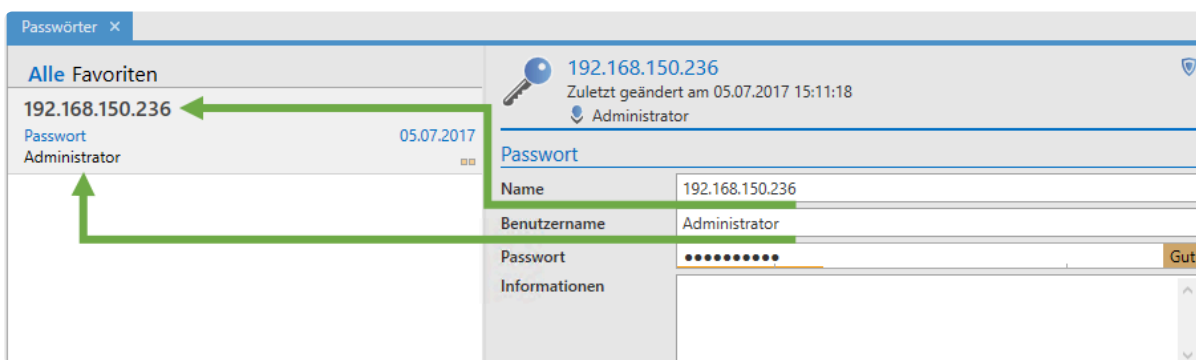 Passwörter ×
Alle Favoriten
192.168.150.236
Passwort 05.07.2017
Administrator
192.168.150.236
Zuletzt geändert am 05.07.2017 15:11:18
Administrator
Passwort
Name 192.168.150.236
Benutzername Administrator
Passwort •••••••••• Gut
Informationen